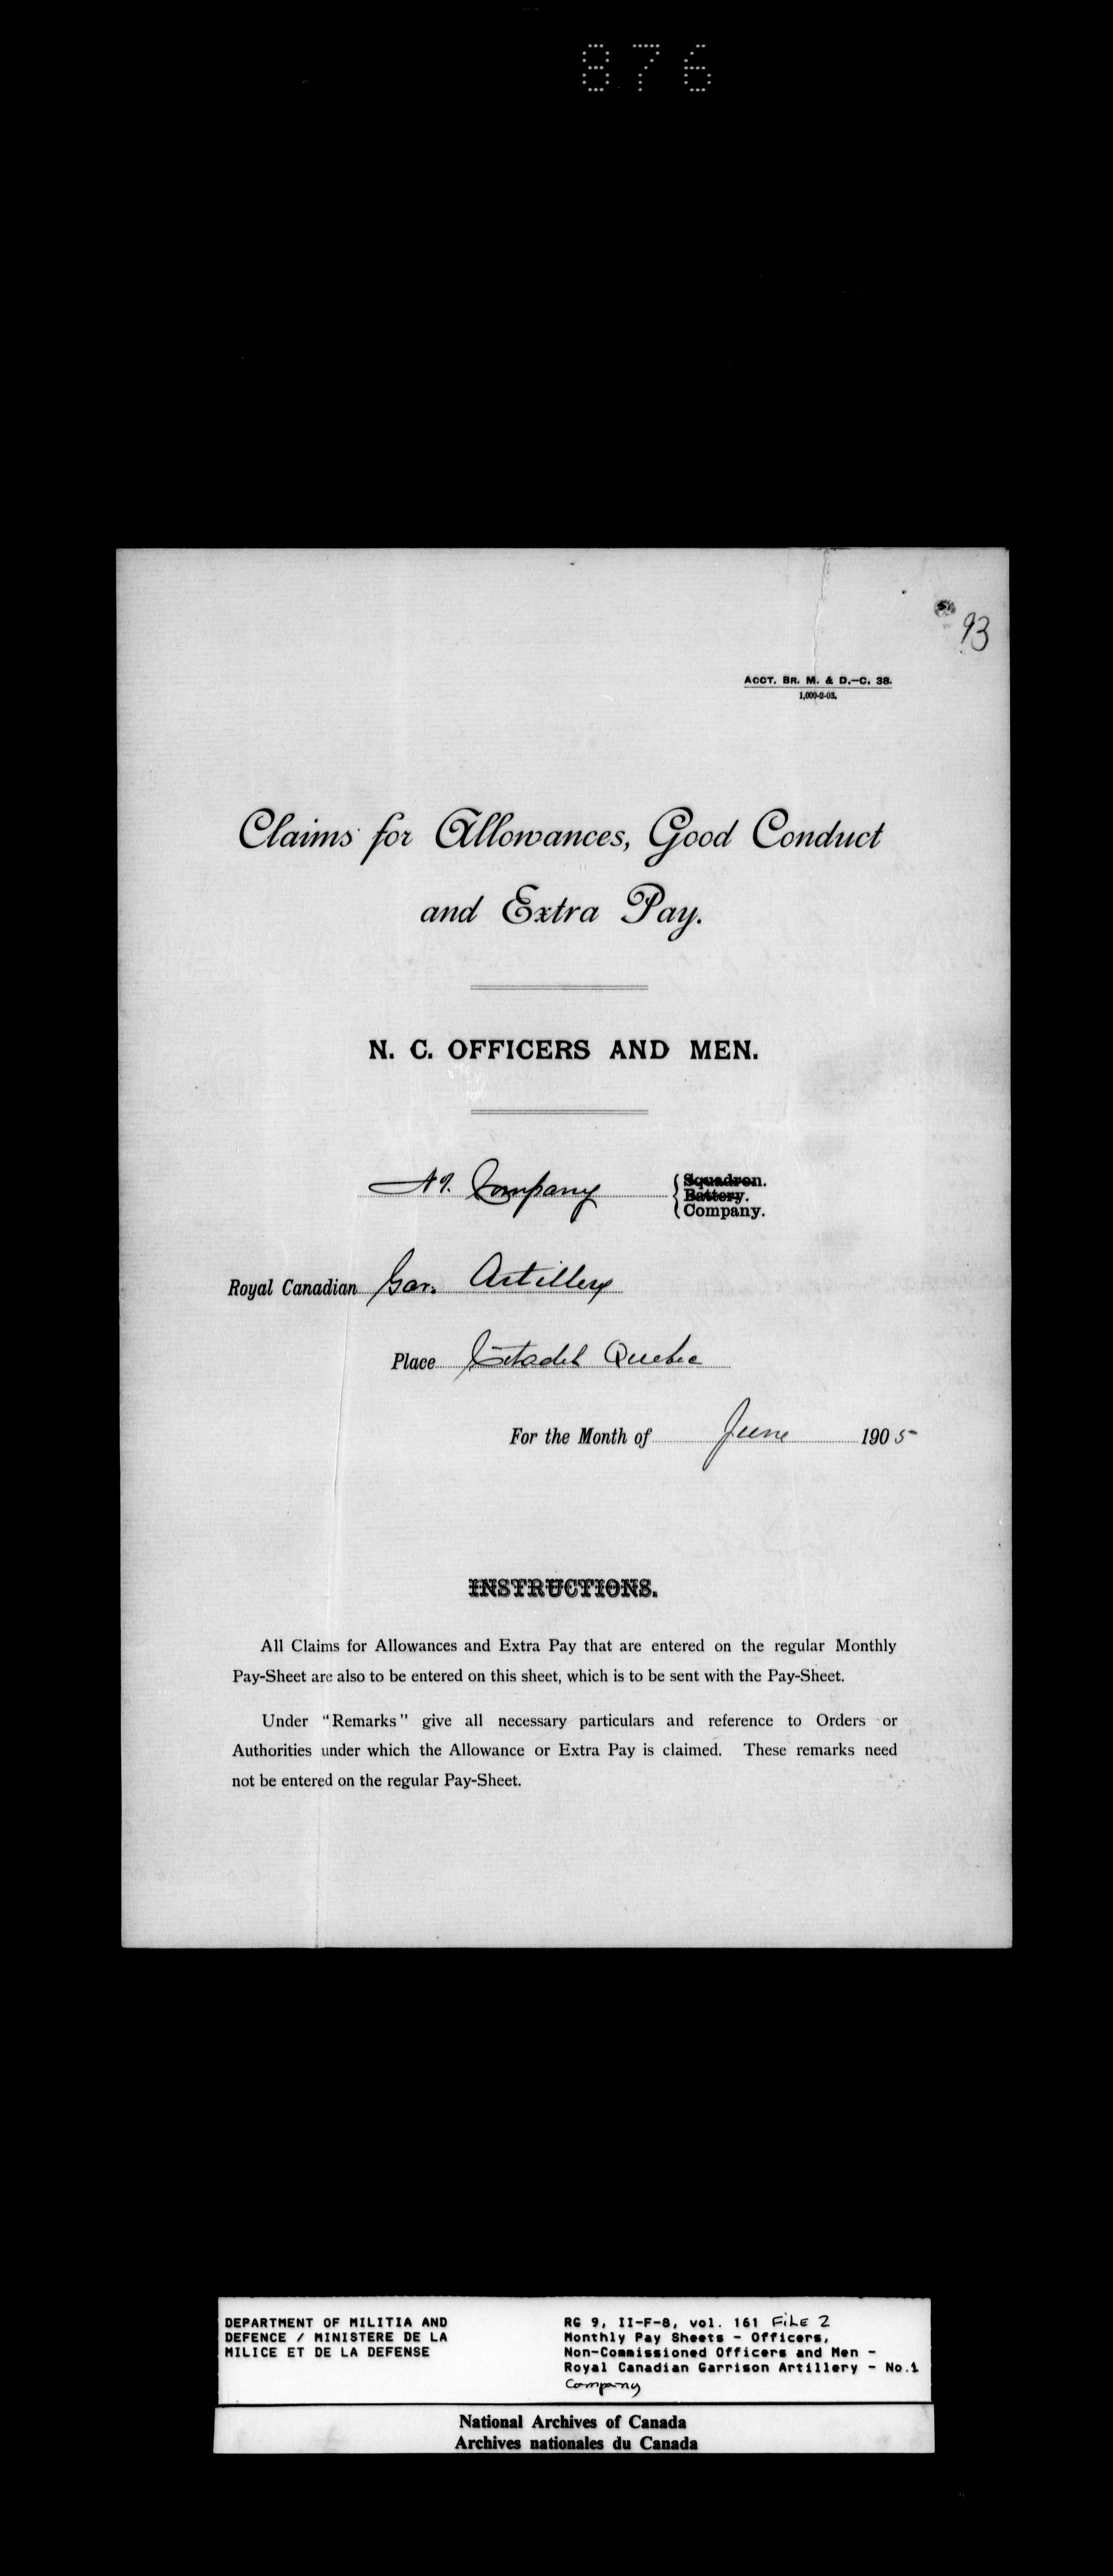 876
93
ACCT. BR. M. & D.—C. 38.
1,000-2-03.
Claims for Allowances, Good Conduct
and Extra Pay.
N. C. OFFICERS AND MEN.
Squadron.
Company Battery.
Company.
Royal Canadian Gar. Artillery
Place Citadel Quebec
For the Month of June 1905
INSTRUCTIONS.
All Claims for Allowances and Extra Pay that are entered on the regular Monthly
Pay-Sheet are also to be entered on this sheet, which is to be sent with the Pay-Sheet.
Under "Remarks" give all necessary particulars and reference to Orders or
Authorities under which the Allowance or Extra Pay is claimed. These remarks need
not be entered on the regular Pay-Sheet.
DEPARTMENT OF MILITIA AND
DEFENCE / MINISTERE DE LA
MILICE ET DE LA DEFENSE
RG 9, II-F-8, vol. 161 FiLE 2
Monthly Pay Sheets - Officers,
Non-Commissioned Officers and Men -
Royal Canadian Garrison Artillery - No.1
Company
National Archives of Canada
Archives nationales du Canada